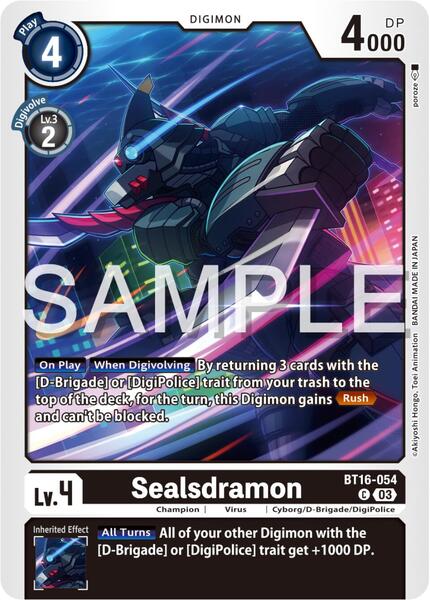 Play
4
DIGIMON
DP
4000
Digivolve
Lv.3
2
poroze
SAMPLE
©Akiyoshi Hongo, Toei Animation BANDAI MADE IN JAPAN
On Play When Digivolving By returning 3 cards with the
[D-Brigade] or [DigiPolice] trait from your trash to the
top of the deck, for the turn, this Digimon gains Rush
and can't be blocked.
BT16-054
Lv.4
Sealsdramon
C 03
Champion | Virus | Cyborg/D-Brigade/DigiPolice
Inherited Effect
All Turns All of your other Digimon with the
[D-Brigade] or [DigiPolice] trait get +1000 DP.